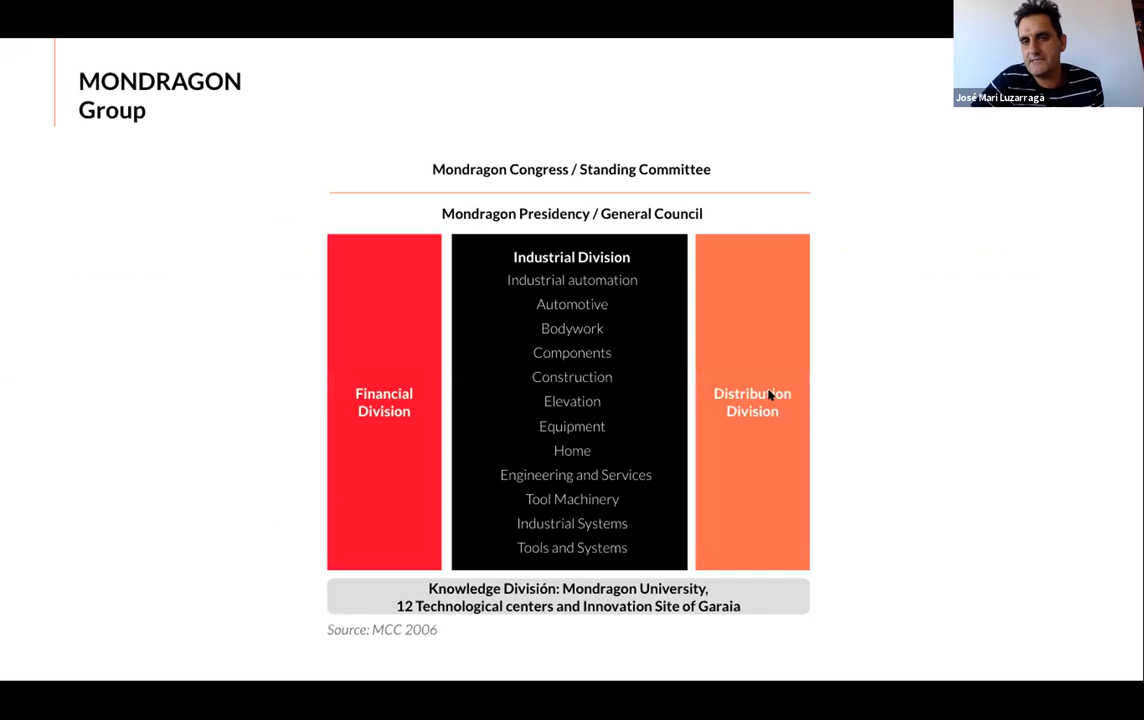 MONDRAGON
Group
José Mari Luzarraga
Mondragon Congress / Standing Committee
Mondragon Presidency / General Council
Financial
Division
Industrial Division
Industrial automation
Automotive
Bodywork
Components
Construction
Elevation
Equipment
Home
Engineering and Services
Tool Machinery
Industrial Systems
Tools and Systems
Distribution
Division
Knowledge División: Mondragon University,
12 Technological centers and Innovation Site of Garaia
Source: MCC 2006